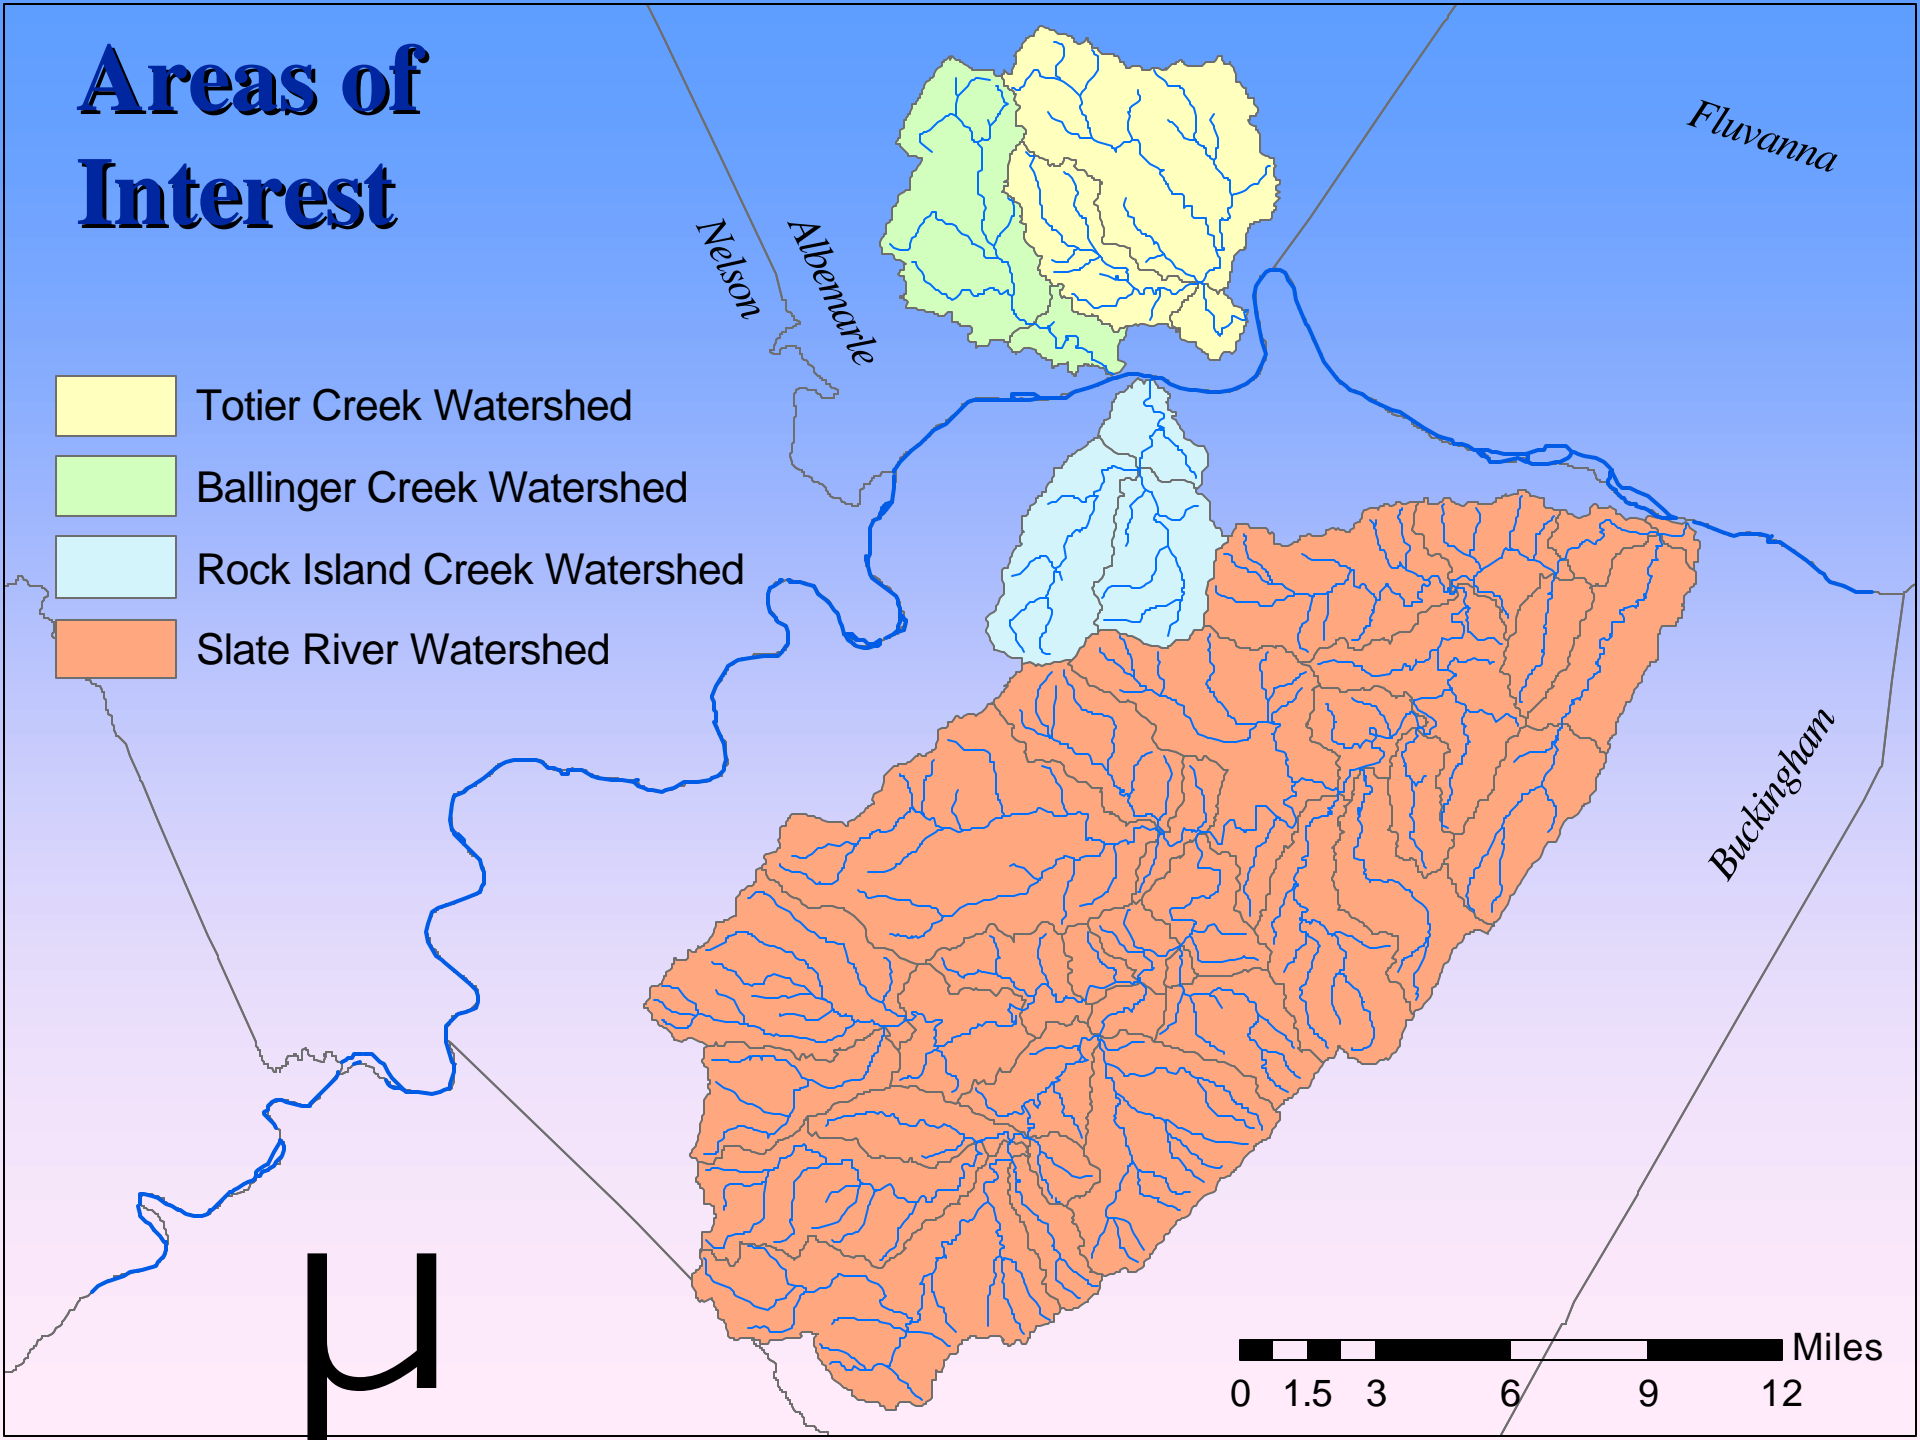 Areas of
Interest
Fluvanna
Nelson
Albemarle
Totier Creek Watershed
Ballinger Creek Watershed
Rock Island Creek Watershed
Slate River Watershed
Buckingham
µ
Miles
0 1.5 3 6 9 12